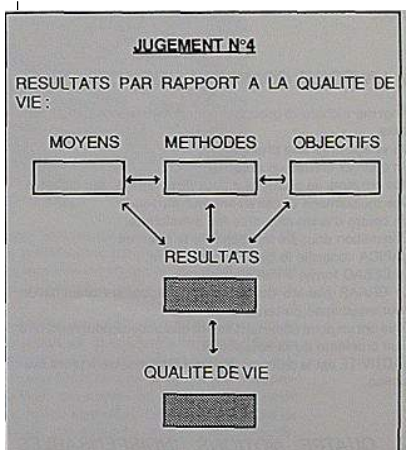 JUGEMENT N°4
RESULTATS PAR RAPPORT A LA QUALITE DE
VIE :
MOYENS METHODES OBJECTIFS
RESULTATS
QUALITE DE VIE